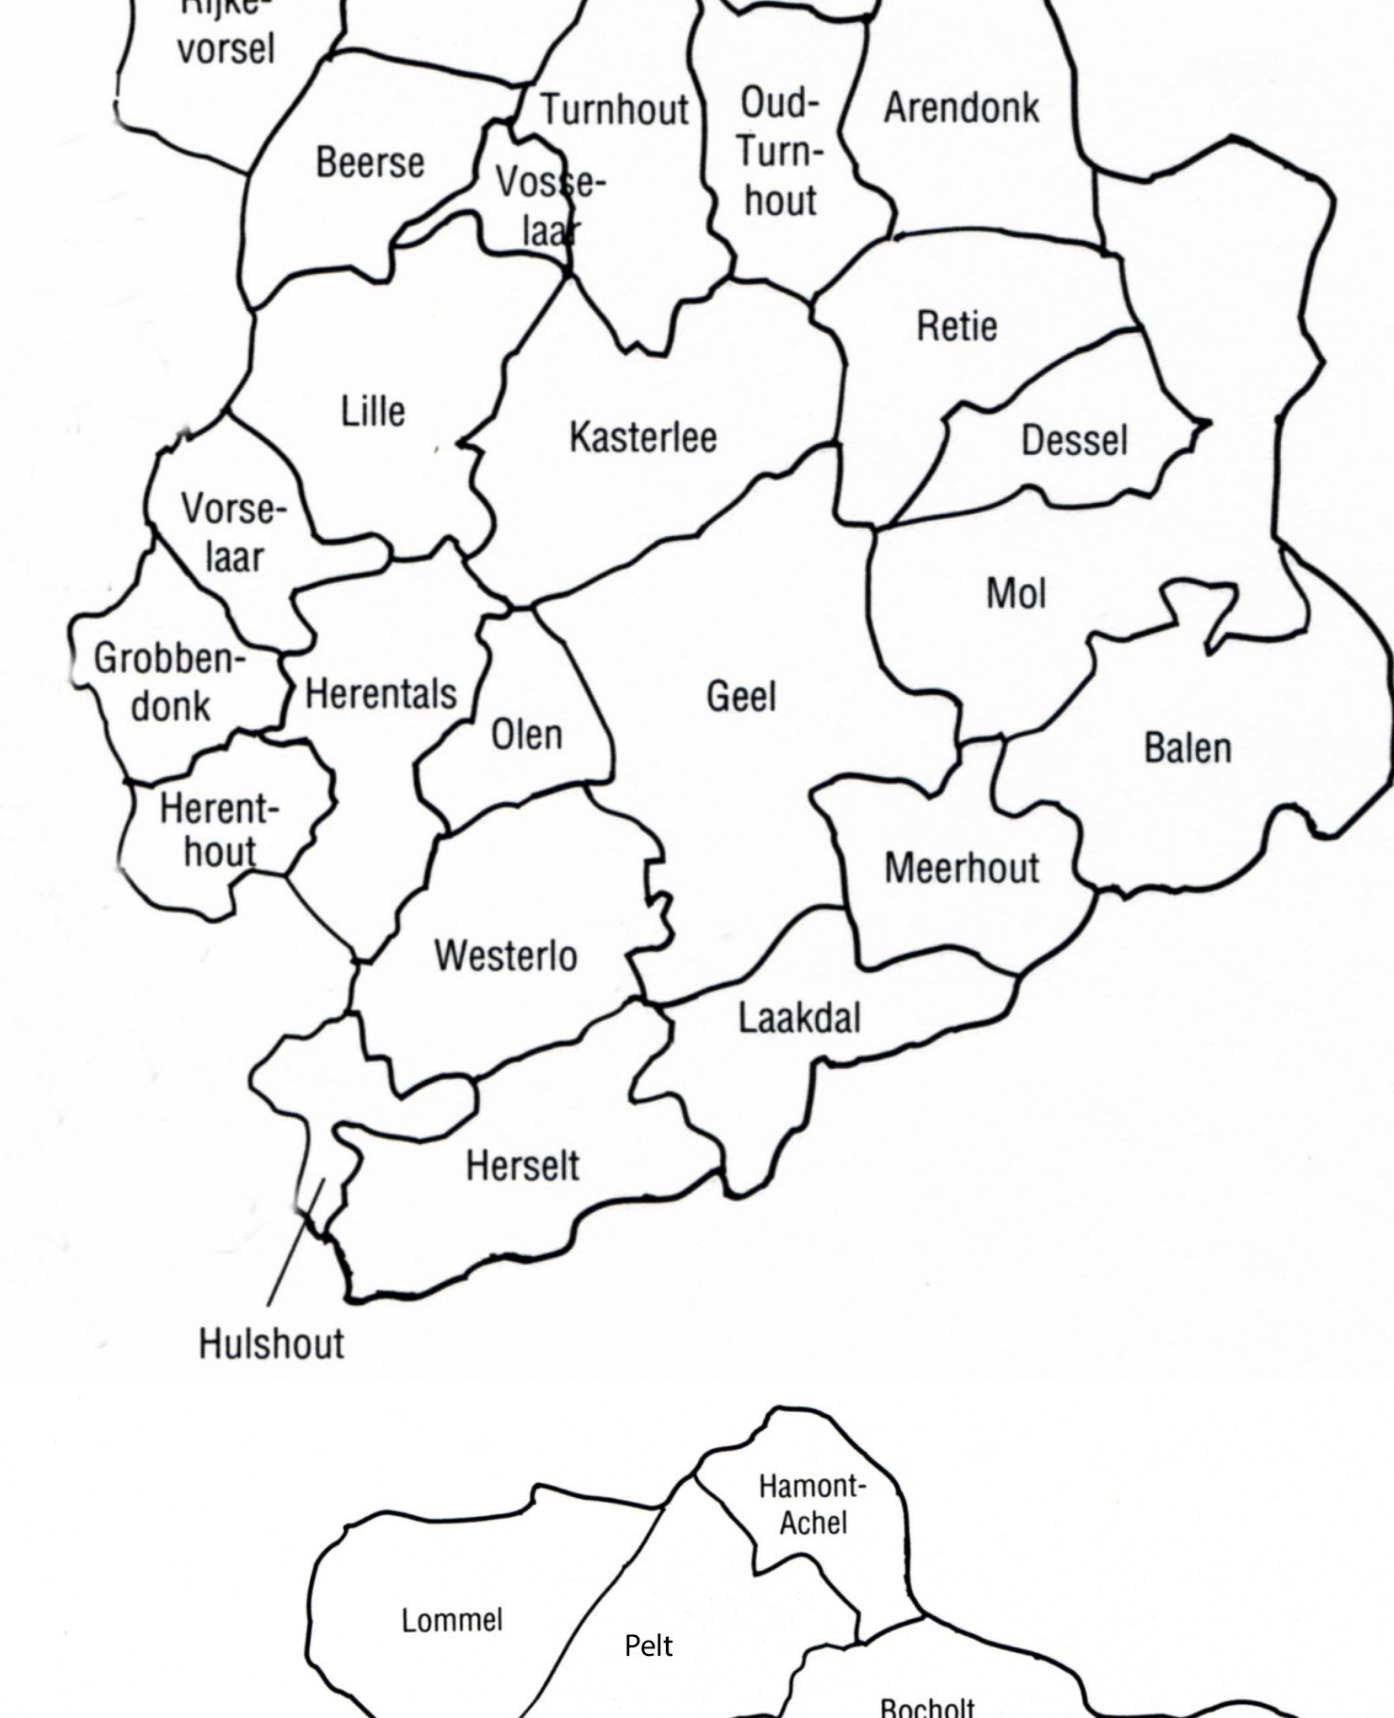 Rijke-
vorsel
Turnhout
Oud-
Turn-
hout
Arendonk
Beerse
Vosse-
laar
Retie
Lille
Kasterlee
Dessel
Vorse-
laar
Mol
Grobben-
donk
Herentals
Geel
Olen
Balen
Herent-
hout
Meerhout
Westerlo
Laakdal
Herselt
Hulshout
Hamont-
Achel
Lommel
Pelt
Bocholt